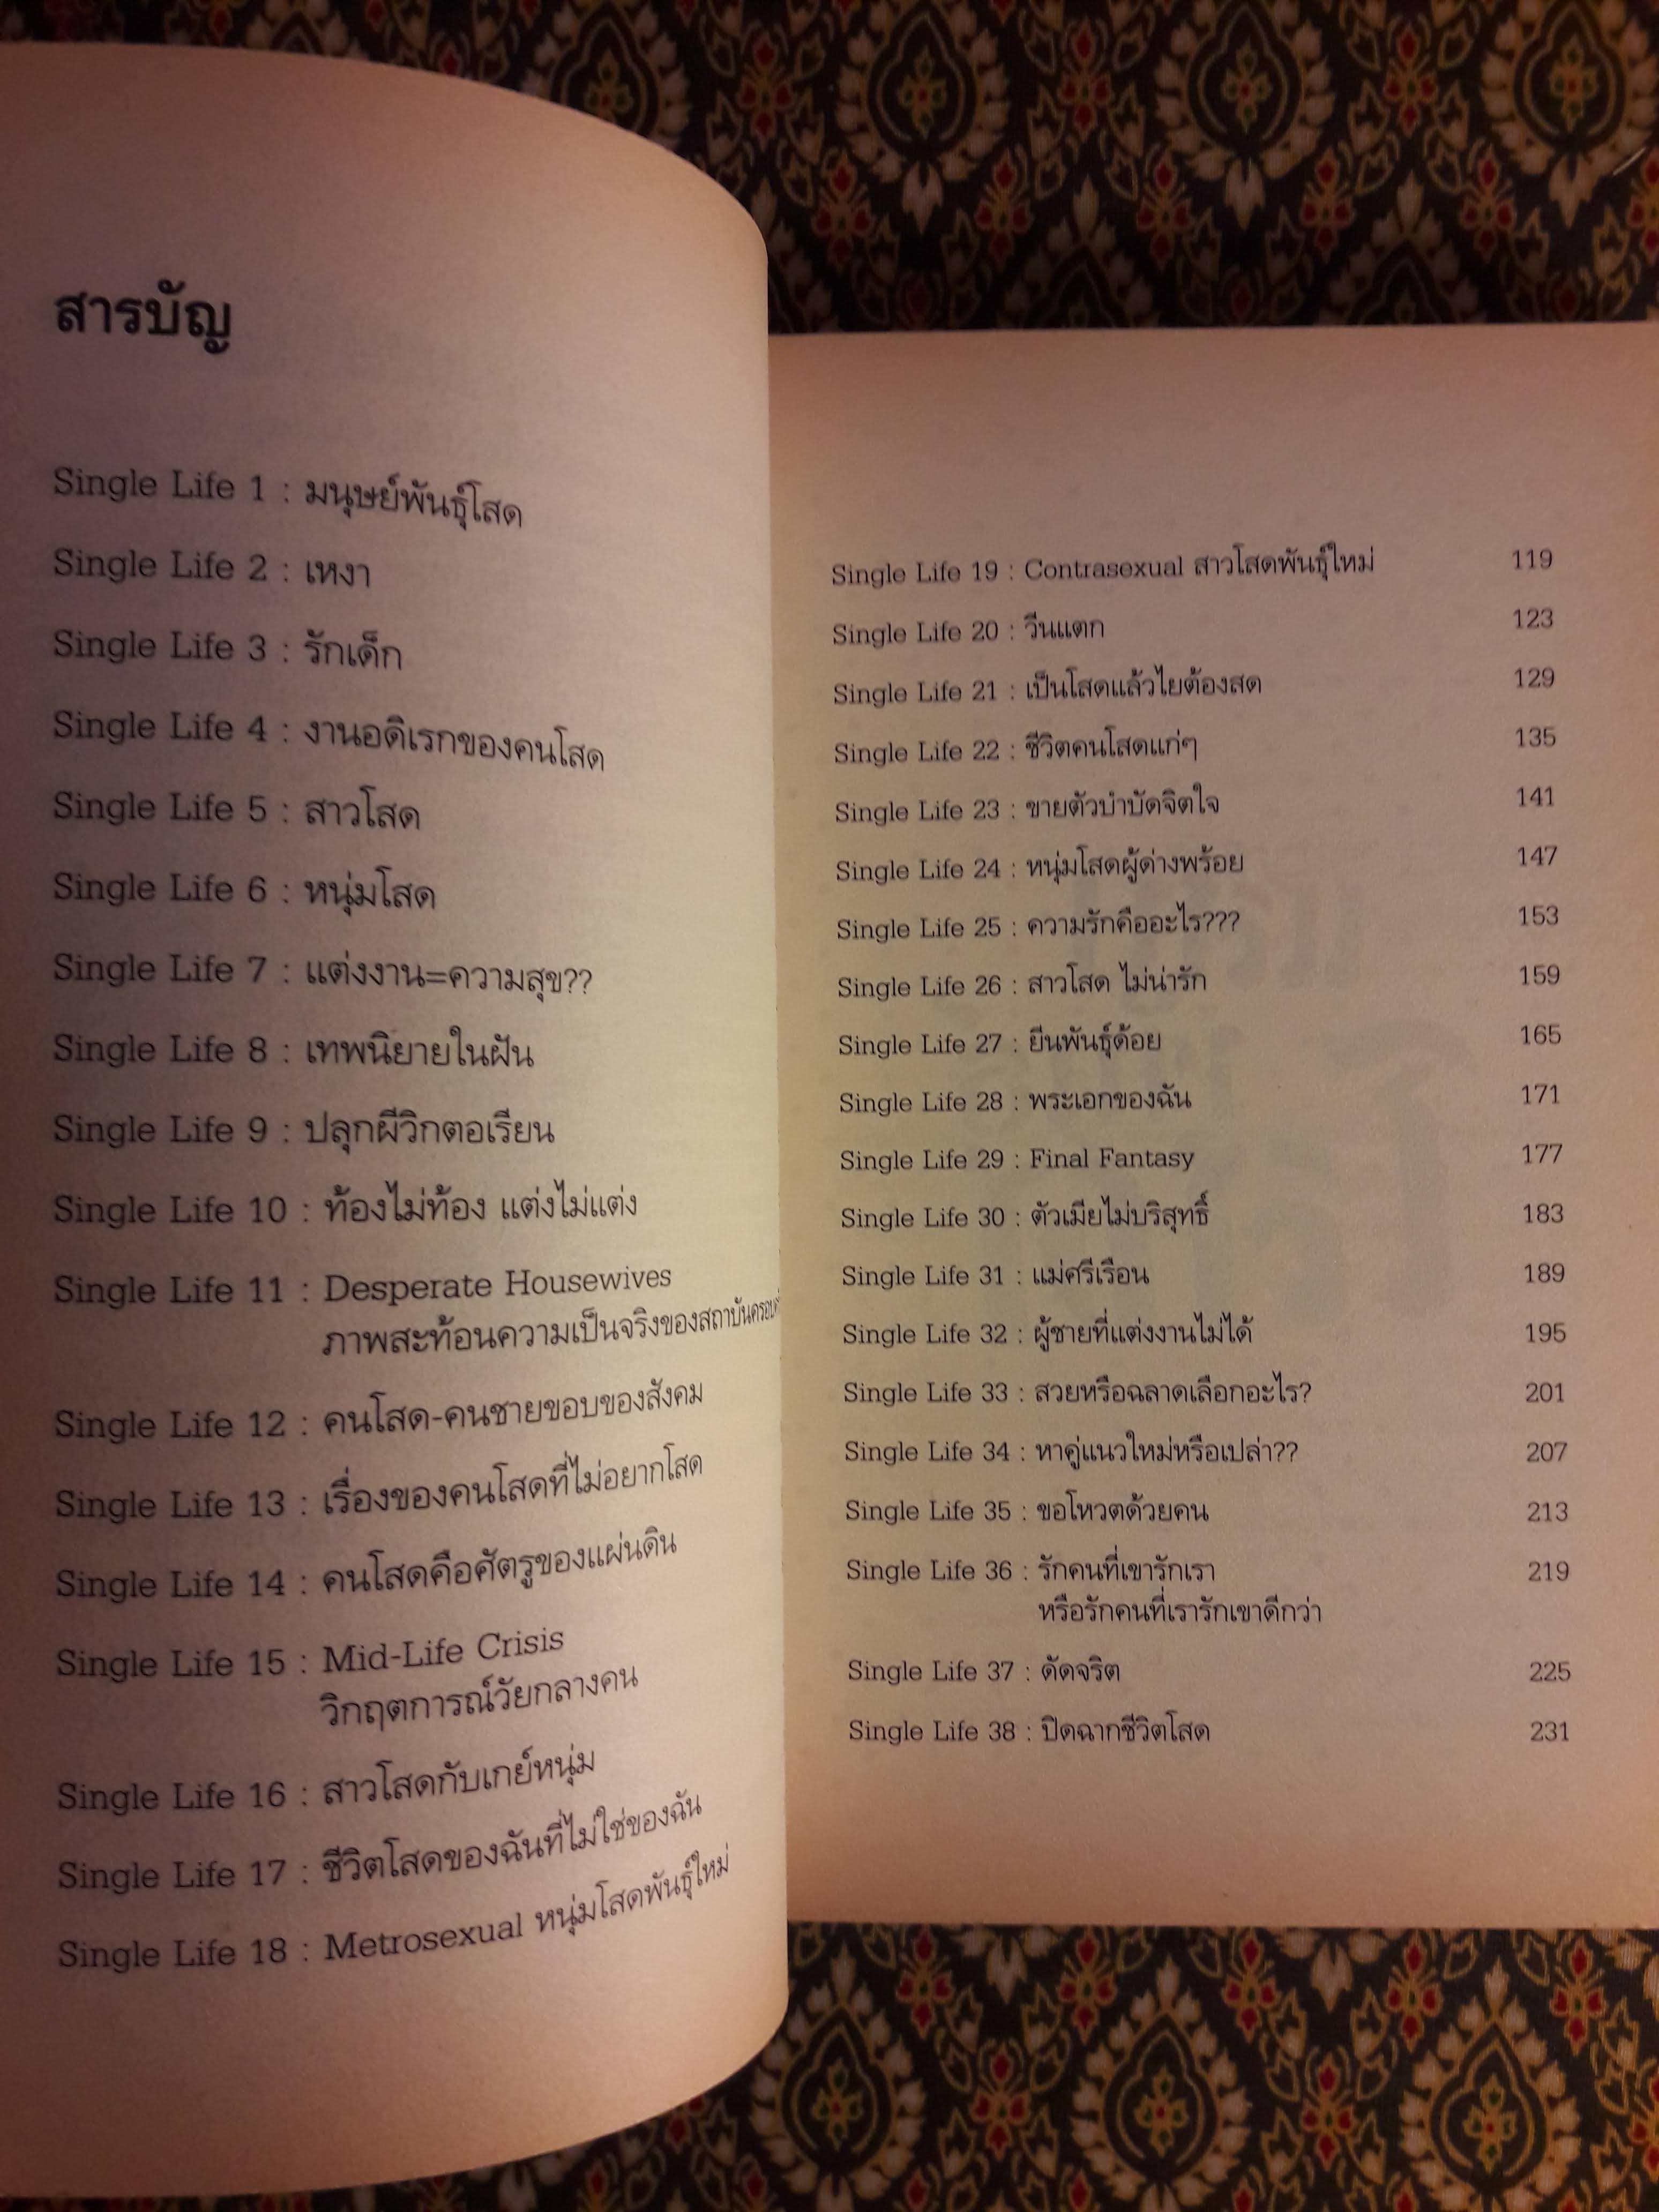 สารบัญ
Single Life 1 : มนุษย์พันธุ์โสด
Single Life 2 : เหงา
Single Life 3 : รักเด็ก
Single Life 4 : งานอดิเรกของคนโสด
Single Life 5 : สาวโสด
Single Life 6 : หนุ่มโสด
Single Life 7 : แต่งงาน=ความสุข??
Single Life 8 : เทพนิยายในฝัน
Single Life 9 : ปลุกผีวิกตอเรียน
Single Life 10 : ท้องไม่ท้อง แต่งไม่แต่ง
Single Life 11 : Desperate Housewives
ภาพสะท้อนความเป็นจริงของสถาบัน
Single Life 12 : คนโสด-คนชายขอบของสังคม
Single Life 13 : เรื่องของคนโสดที่ไม่อยากโสด
Single Life 14 : คนโสดคือศัตรูของแผ่นดิน
Single Life 15 : Mid-Life Crisis
วิกฤตการณ์วัยกลางคน
Single Life 16 : สาวโสดกับเกย์หนุ่ม
Single Life 17 : ชีวิตโสดของฉันที่ไม่ใช่ของฉัน
Single Life 18 : Metrosexual หนุ่มโสดพันธุ์ใหม่
Single Life 19 : Contrasexual สาวโสดพันธุ์ใหม่ 119
Single Life 20 : วีนแตก 123
Single Life 21 : เป็นโสดแล้วไยต้องสด 129
Single Life 22 : ชีวิตคนโสดแก่ๆ 135
Single Life 23 : ขายตัวบำบัดจิตใจ 141
Single Life 24 : หนุ่มโสดผู้ด่างพร้อย 147
Single Life 25 : ความรักคืออะไร??? 153
Single Life 26 : สาวโสด ไม่น่ารัก 159
Single Life 27 : ยีนพันธุ์ด้อย 165
Single Life 28 : พระเอกของฉัน 171
Single Life 29 : Final Fantasy 177
Single Life 30 : ตัวเมียไม่บริสุทธิ์ 183
Single Life 31 : แม่ศรีเรือน 189
Single Life 32 : ผู้ชายที่แต่งงานไม่ได้ 195
Single Life 33 : สวยหรือฉลาดเลือกอะไร? 201
Single Life 34 : หาคู่แนวใหม่หรือเปล่า?? 207
Single Life 35 : ขอโหวตด้วยคน 213
Single Life 36 : รักคนที่เขารักเรา 219
หรือรักคนที่เรารักเขาดีกว่า
Single Life 37 : ดัดจริต 225
Single Life 38 : ปิดฉากชีวิตโสด 231